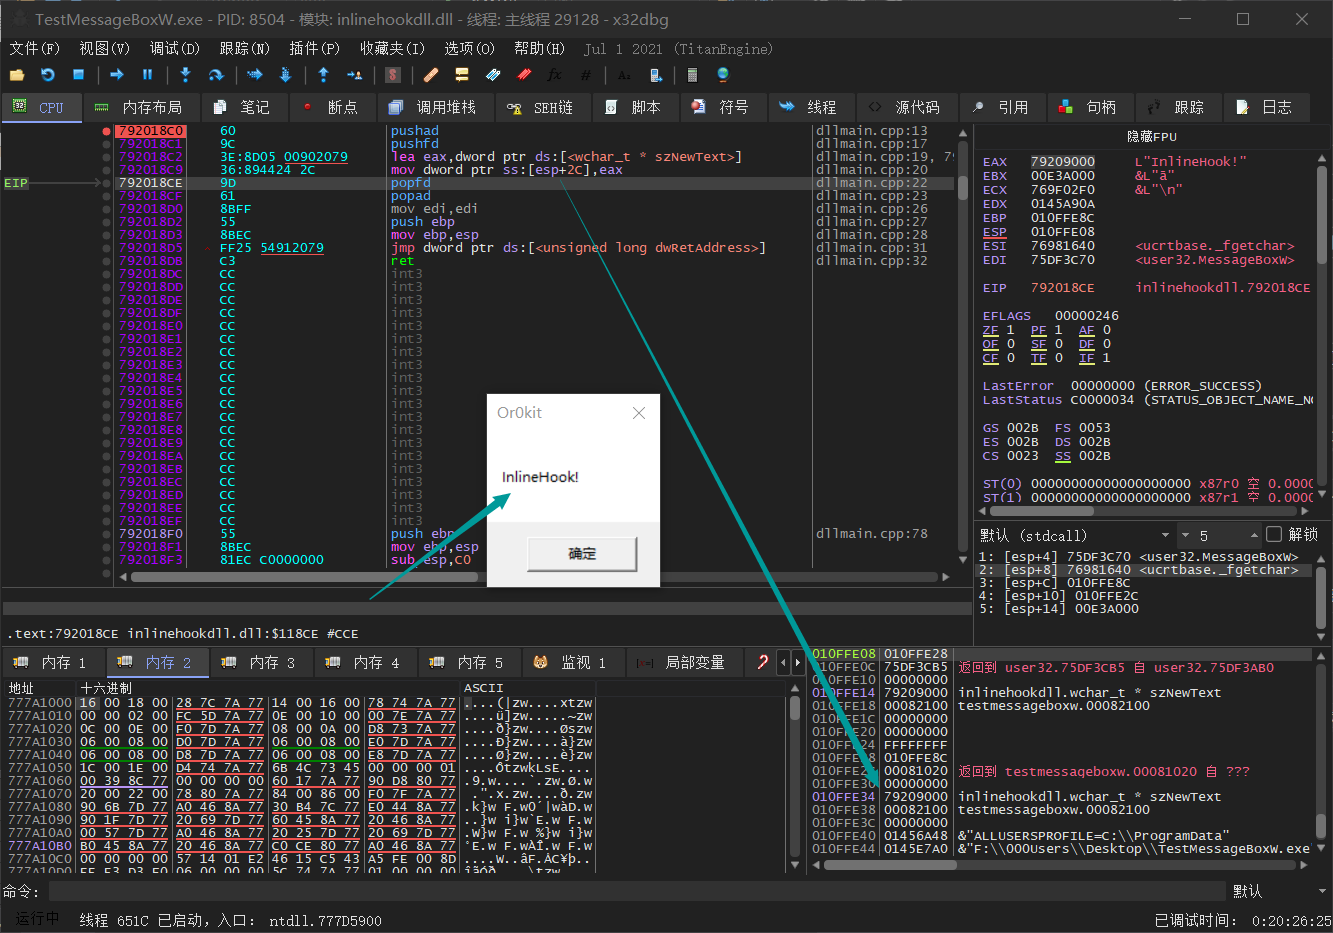 TestMessageBoxW.exe - PID: 8504 - 模块: inlinehookdll.dll - 线程: 主线程 29128 - x32dbg
文件(F) 视图(V) 调试(D) 跟踪(N) 插件(P) 收藏夹(I) 选项(O) 帮助(H) Jul 1 2021 (TitanEngine)
CPU 内存布局 笔记 断点 调用堆栈 SEH链 脚本 符号 线程 源代码 引用 句柄 跟踪 日志
792018C0 60 pushad dllmain.cpp:13
792018C1 9C pushfd dllmain.cpp:17
792018C2 3E:8D05 00902079 lea eax,dword ptr ds:[<wchar_t * szNewText>] dllmain.cpp:19, 7
792018C9 36:894424 2C mov dword ptr ss:[esp+2C],eax dllmain.cpp:20
EIP 792018CE 9D popfd dllmain.cpp:22
792018CF 61 popad dllmain.cpp:23
792018D0 8BFF mov edi,edi dllmain.cpp:26
792018D2 55 push ebp dllmain.cpp:27
792018D3 8BEC mov ebp,esp dllmain.cpp:28
792018D5 FF25 54912079 jmp dword ptr ds:[<unsigned long dwRetAddress>] dllmain.cpp:31
792018DB C3 ret dllmain.cpp:32
792018DC CC int3
792018DD CC int3
792018DE CC int3
792018DF CC int3
792018E0 CC int3
792018E1 CC int3
792018E2 CC int3
792018E3 CC int3
792018E4 CC int3
792018E5 CC int3
792018E6 CC int3
792018E7 CC int3
792018E8 CC int3
792018E9 CC int3
792018EA CC int3
792018EB CC int3
792018EC CC int3
792018ED CC int3
792018EE CC int3
792018EF CC int3
792018F0 55 push ebp dllmain.cpp:78
792018F1 8BEC mov ebp,esp
792018F3 81EC C0000000 sub esp,C0
Or0kit
InlineHook!
确定
.text:792018CE inlinehookdll.dll:$118CE #CCE
隐藏FPU
EAX 79209000 L"InlineHook!"
EBX 00E3A000 &L"ā"
ECX 769F02F0 &L"\n"
EDX 0145A90A
EBP 010FFE8C
ESP 010FFE08
ESI 76981640 <ucrtbase._fgetchar>
EDI 75DF3C70 <user32.MessageBoxW>
EIP 792018CE inlinehookdll.792018CE
EFLAGS 00000246
ZF 1 PF 1 AF 0
OF 0 SF 0 DF 0
CF 0 TF 0 IF 1
LastError 00000000 (ERROR_SUCCESS)
LastStatus C0000034 (STATUS_OBJECT_NAME_NO
GS 002B FS 0053
ES 002B DS 002B
CS 0023 SS 002B
ST(0) 00000000000000000000 x87r0 空 0.0000
ST(1) 00000000000000000000 x87r1 空 0.0000
默认 (stdcall) 5 解锁
1: [esp+4] 75DF3C70 <user32.MessageBoxW>
2: [esp+8] 76981640 <ucrtbase._fgetchar>
3: [esp+C] 010FFE8C
4: [esp+10] 010FFE2C
5: [esp+14] 00E3A000
内存 1 内存 2 内存 3 内存 4 内存 5 监视 1 局部变量
地址 十六进制 ASCII
777A1000 16 00 18 00 28 7C 7A 77 14 00 16 00 78 74 7A 77 ....(|zw....xtzw
777A1010 00 00 02 00 FC 5D 7A 77 0E 00 10 00 00 7E 7A 77 ....ü]zw.....~zw
777A1020 0C 00 0E 00 F0 7D 7A 77 08 00 0A 00 D8 73 7A 77 ....ð}zw....Øszw
777A1030 06 00 08 00 D0 7D 7A 77 06 00 08 00 E0 7D 7A 77 ....Ð}zw....à}zw
777A1040 06 00 08 00 D8 7D 7A 77 06 00 08 00 E8 7D 7A 77 ....Ø}zw....è}zw
777A1050 1C 00 1E 00 D4 74 7A 77 6B 4C 73 45 00 00 00 01 ....ÔtzwkLsE....
777A1060 00 39 8C 77 00 00 00 00 60 17 7A 77 90 D8 80 77 .9.w....`.zw.Ø.w
777A1070 20 00 22 00 78 80 7A 77 84 00 86 00 F0 7F 7A 77 .".x.zw....ð.zw
777A1080 90 6B 7D 77 A0 46 8A 77 30 B4 7C 77 E0 44 8A 77 .k}w F.w0´|wàD.w
777A1090 90 1F 7D 77 20 69 7D 77 60 45 8A 77 20 46 8A 77 ..}w i}w`E.w F.w
777A10A0 00 57 7D 77 A0 46 8A 77 20 25 7D 77 20 69 7D 77 .W}w F.w %}w i}w
777A10B0 B0 45 8A 77 20 46 8A 77 C0 CE 80 77 A0 46 8A 77 °E.w F.wÀÎ.w F.w
777A10C0 00 00 00 00 57 14 01 E2 46 15 C5 43 A5 FE 00 8D ....W..âF.ÅC¥þ..
010FFE08 010FFE28
010FFE0C 75DF3CB5 返回到 user32.75DF3CB5 自 user32.75DF3AB0
010FFE10 00000000
010FFE14 79209000 inlinehookdll.wchar_t * szNewText
010FFE18 00082100 testmessageboxw.00082100
010FFE1C 00000000
010FFE20 00000000
010FFE24 FFFFFFFF
010FFE28 010FFE8C
010FFE2 00081020 返回到 testmessageboxw.00081020 自 ???
010FFE30 00000000
010FFE34 79209000 inlinehookdll.wchar_t * szNewText
010FFE38 00082100 testmessageboxw.00082100
010FFE3C 00000000
010FFE40 01456A48 &"ALLUSERSPROFILE=C:\\ProgramData"
010FFE44 0145E7A0 &"F:\\OOOUsers\\Desktop\\TestMessageBoxW.exe
命令: 默认
运行中 线程 651C 已启动, 入口: ntdll.777D5900 已调试时间: 0:20:26:25